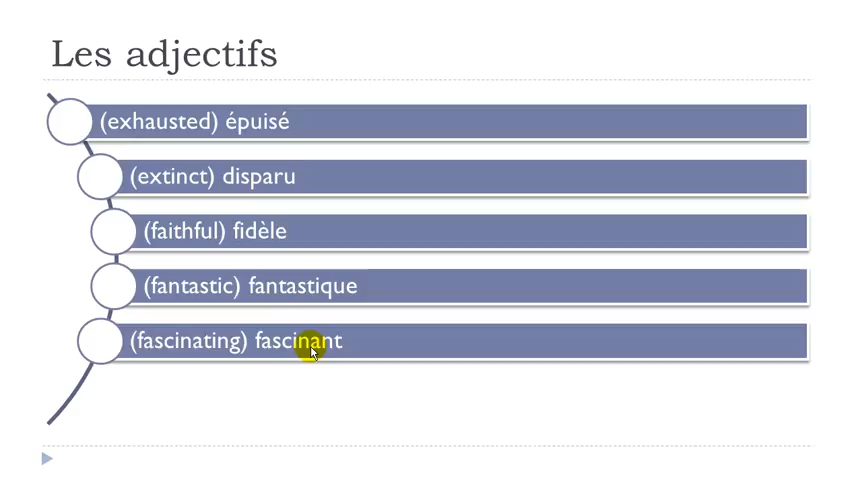 Les adjectifs
(exhausted) épuisé
(extinct) disparu
(faithful) fidèle
(fantastic) fantastique
(fascinating) fascinant